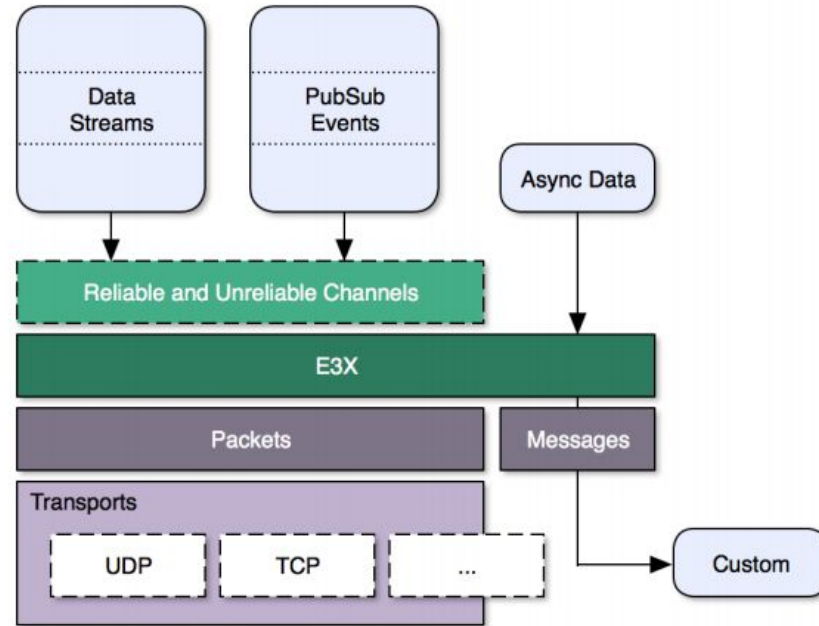 Data
Streams
PubSub
Events
Async Data
Reliable and Unreliable Channels
E3X
Packets
Messages
Transports
UDP
TCP
...
Custom